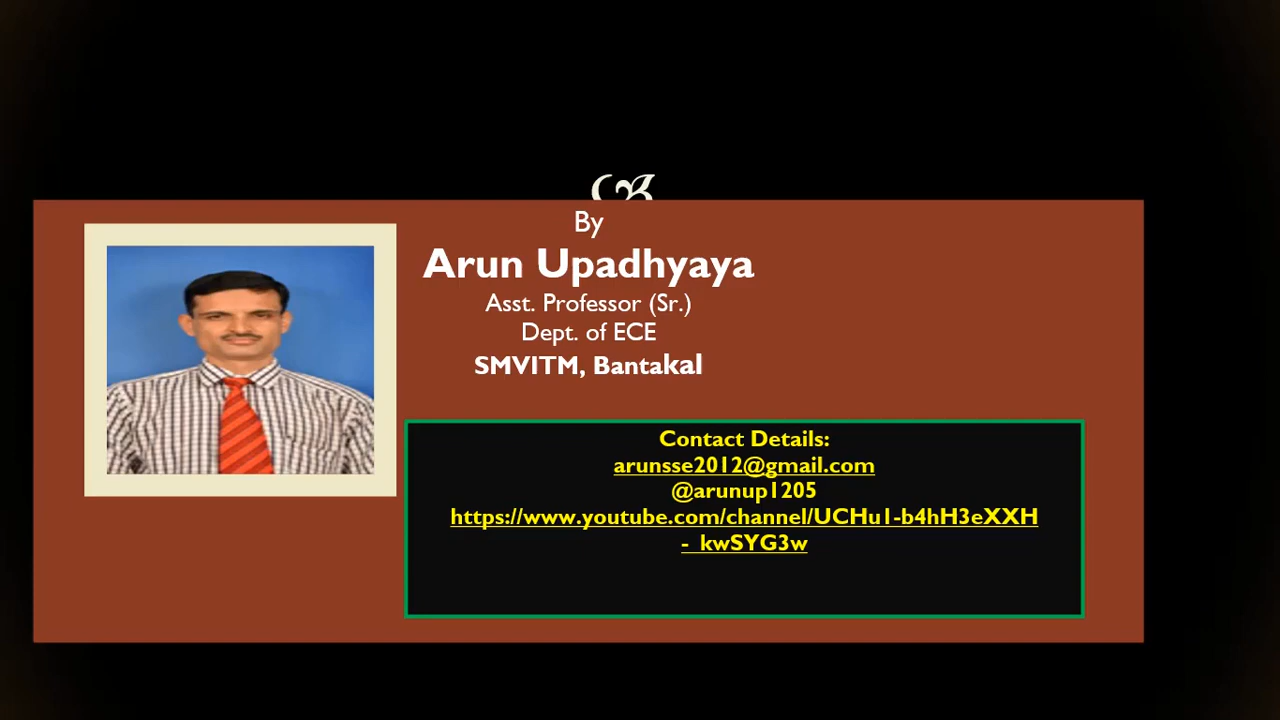 By
Arun Upadhyaya
Asst. Professor (Sr.)
Dept. of ECE
SMVITM, Bantakal
Contact Details:
arunsse2012@gmail.com
@arunup1205
https://www.youtube.com/channel/UCHu1-b4hH3eXXH
-_kwSYG3w